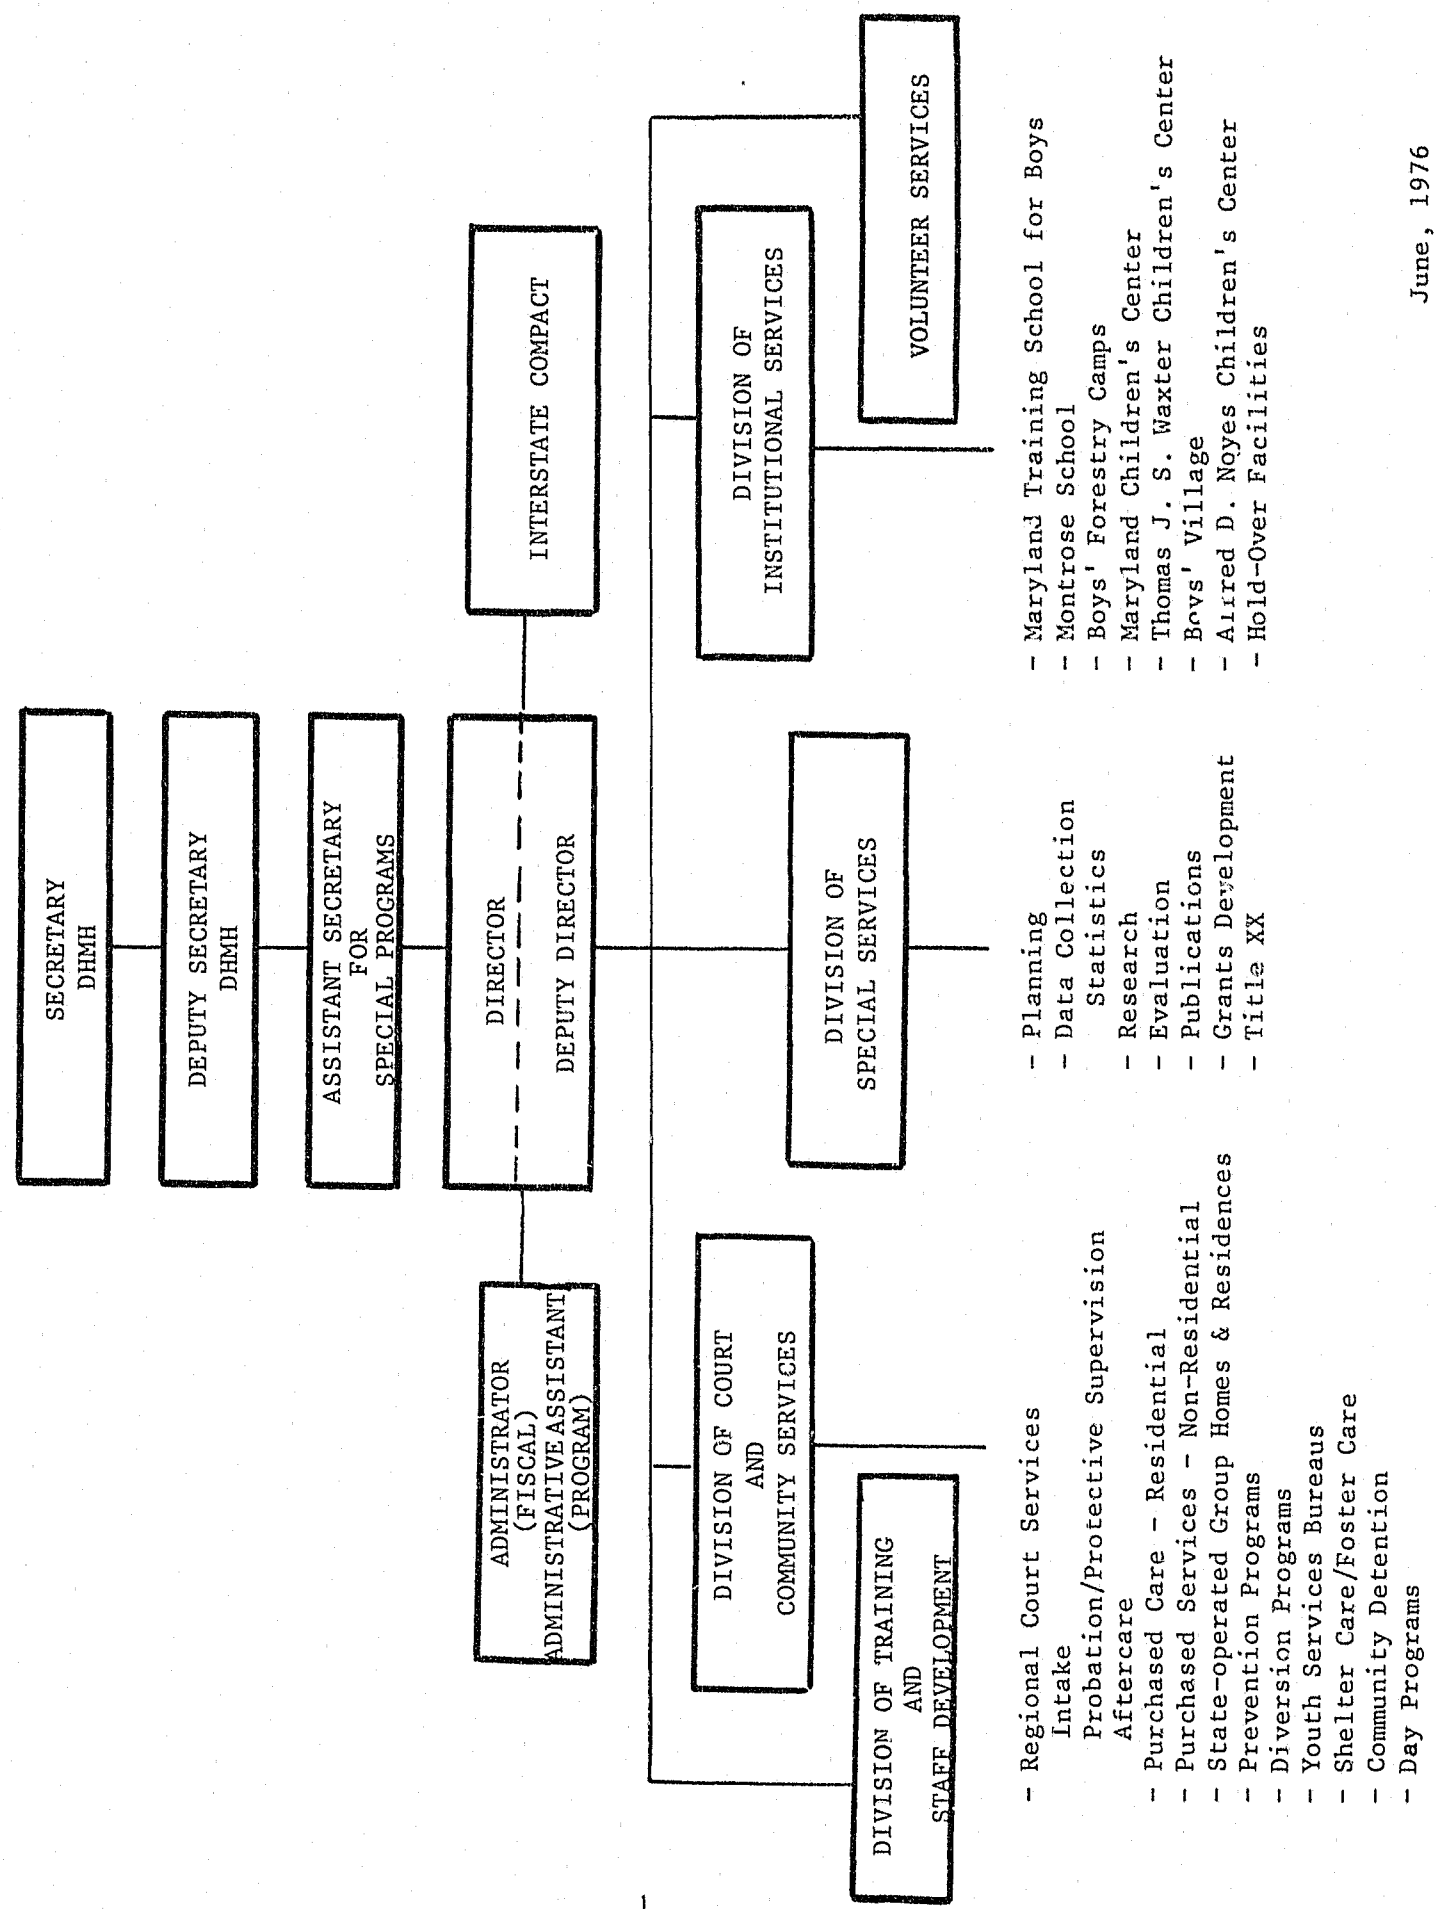 SECRETARY
DHMH
DEPUTY SECRETARY
DHMH
ASSISTANT SECRETARY
FOR
SPECIAL PROGRAMS
DIRECTOR
DEPUTY DIRECTOR
ADMINISTRATOR
(FISCAL)
ADMINISTRATIVE ASSISTANT
(PROGRAM)
INTERSTATE COMPACT
DIVISION OF COURT
AND
COMMUNITY SERVICES
DIVISION OF
INSTITUTIONAL SERVICES
DIVISION OF
SPECIAL SERVICES
DIVISION OF TRAINING
AND
STAFF DEVELOPMENT
VOLUNTEER SERVICES
- Regional Court Services
Intake
Probation/Protective Supervision
Aftercare
- Purchased Care - Residential
- Purchased Services - Non-Residential
- State-operated Group Homes & Residences
- Prevention Programs
- Diversion Programs
- Youth Services Bureaus
- Shelter Care/Foster Care
- Community Detention
- Day Programs
- Planning
- Data Collection
Statistics
- Research
- Evaluation
- Publications
- Grants Development
- Title XX
- Maryland Training School for Boys
- Montrose School
- Boys' Forestry Camps
- Maryland Children's Center
- Thomas J. S. Waxter Children's Center
- Boys' Village
- Alfred D. Noyes Children's Center
- Hold-Over Facilities
June, 1976
1